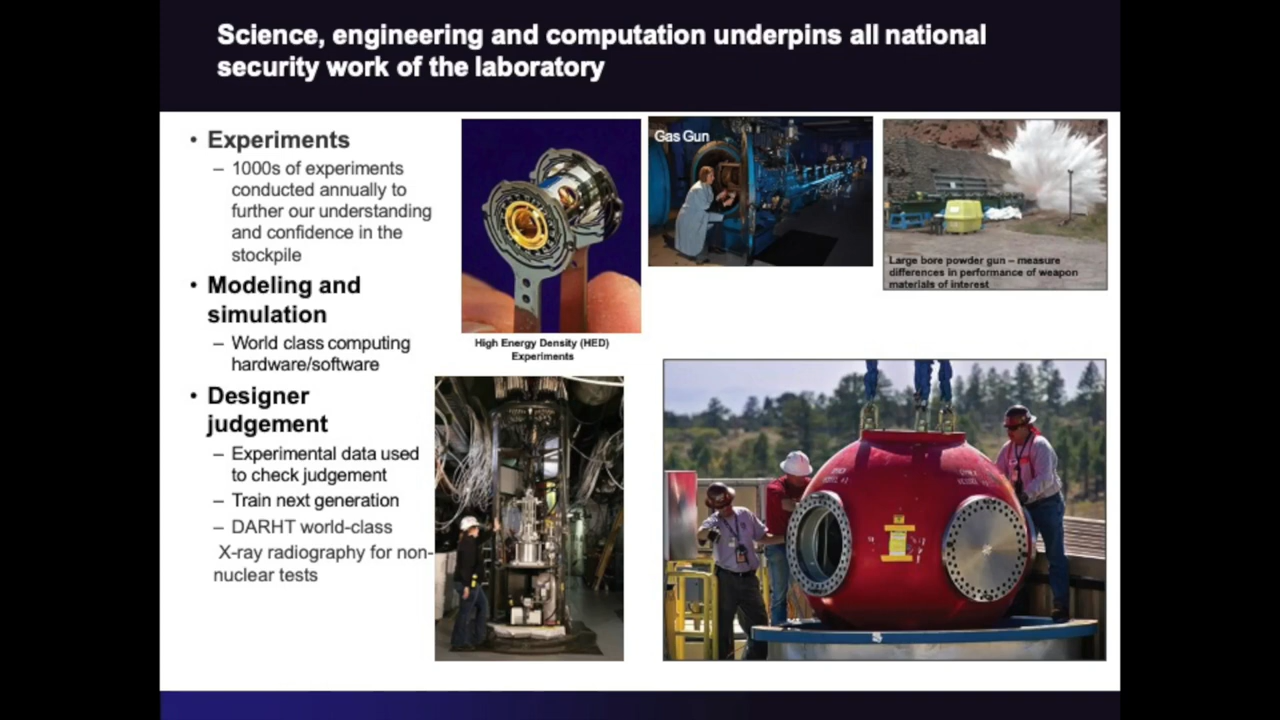 Science, engineering and computation underpins all national
security work of the laboratory
• Experiments
– 1000s of experiments
conducted annually to
further our understanding
and confidence in the
stockpile
• Modeling and
simulation
– World class computing
hardware/software
• Designer
judgement
– Experimental data used
to check judgement
– Train next generation
– DARHT world-class
X-ray radiography for non-
nuclear tests
High Energy Density (HED)
Experiments
Gas Gun
Large bore powder gun – measure
differences in performance of weapon
materials of interest